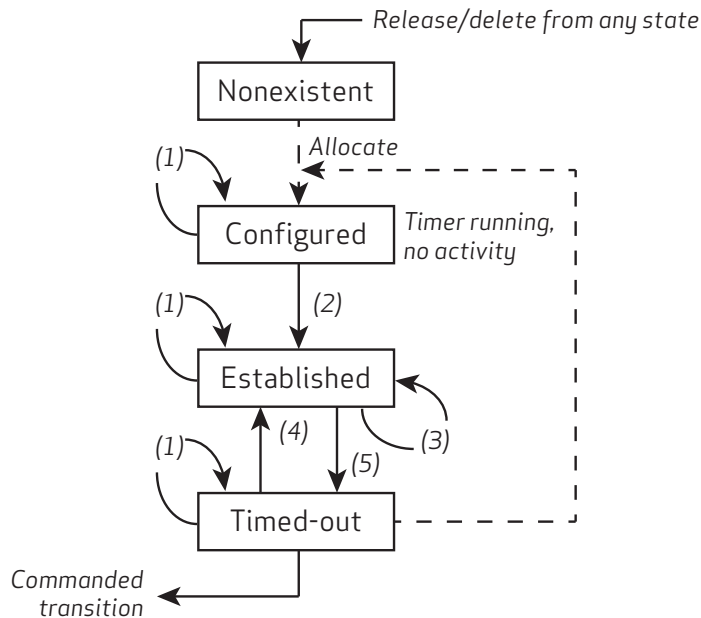 Release/delete from any state
Nonexistent
Allocate
(1)
Configured
Timer running,
no activity
(2)
(1)
Established
(3)
(4)
(5)
(1)
Timed-out
Commanded
transition